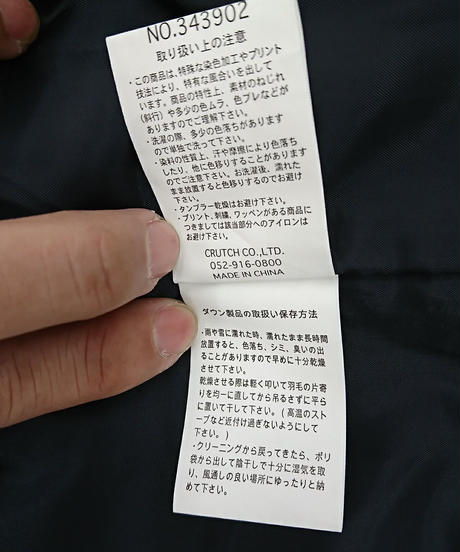 NO.343902
取り扱い上の注意
・この商品は、特殊な染色加工やプリント
技法により、特有な風合いを出して
います。商品の特性上、素材のねじれ
(斜行)や多少の色ムラ、色ブレなどが
ありますのでご理解下さい。
・洗濯の際、多少の色落ちがあります
ので単独で洗って下さい。
・染料の性質上、汗や摩擦により色落ち
したり、他に色移りすることがあります
のでご注意下さい。お洗濯後、濡れた
まま放置すると色移りするのでお避け
下さい。
・タンブラー乾燥はお避け下さい。
・プリント、刺繍、ワッペンがある商品に
つきましては該当部分へのアイロンは
お避け下さい。
CRUTCH CO.,LTD.
052-916-0800
MADE IN CHINA
ダウン製品の取扱い保存方法
・雨や雪に濡れた時、濡れたまま長時間
放置すると、色落ち、シミ、臭いの出
ることがありますので早めに十分乾燥
させて下さい。
乾燥させる際は軽く叩いて羽毛の片寄
りを均一に直してから吊るさずに平ら
に置いて干して下さい。(高温のスト
ーブなど近付け過ぎないようにして
下さい。)
・クリーニングから戻ってきたら、ポリ
袋から出して陰干しで十分に湿気を取
り、風通しの良い場所にゆったりと納
めて下さい。